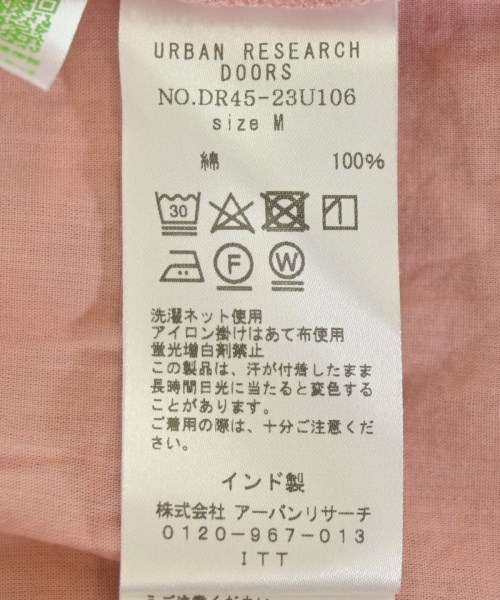 URBAN RESEARCH
DOORS
NO.DR45-23U106
size M
綿 100%
30
F W
洗濯ネット使用
アイロン掛けはあて布使用
蛍光増白剤禁止
この製品は、汗が付着したまま
長時間日光に当たると変色する
ことがあります。
ご着用の際は、十分ご注意くださ
い。
インド製
株式会社 アーバンリサーチ
0120-967-013
ITT